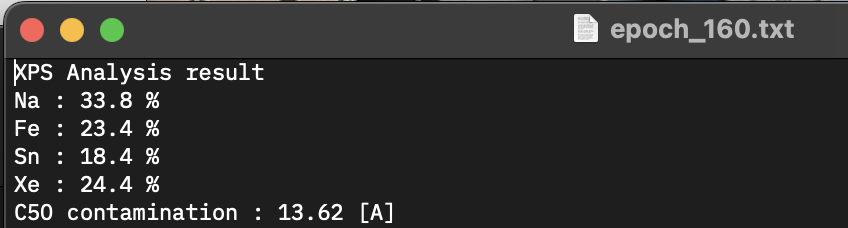 epoch_160.txt
XPS Analysis result
Na : 33.8 %
Fe : 23.4 %
Sn : 18.4 %
Xe : 24.4 %
C5O contamination : 13.62 [A]